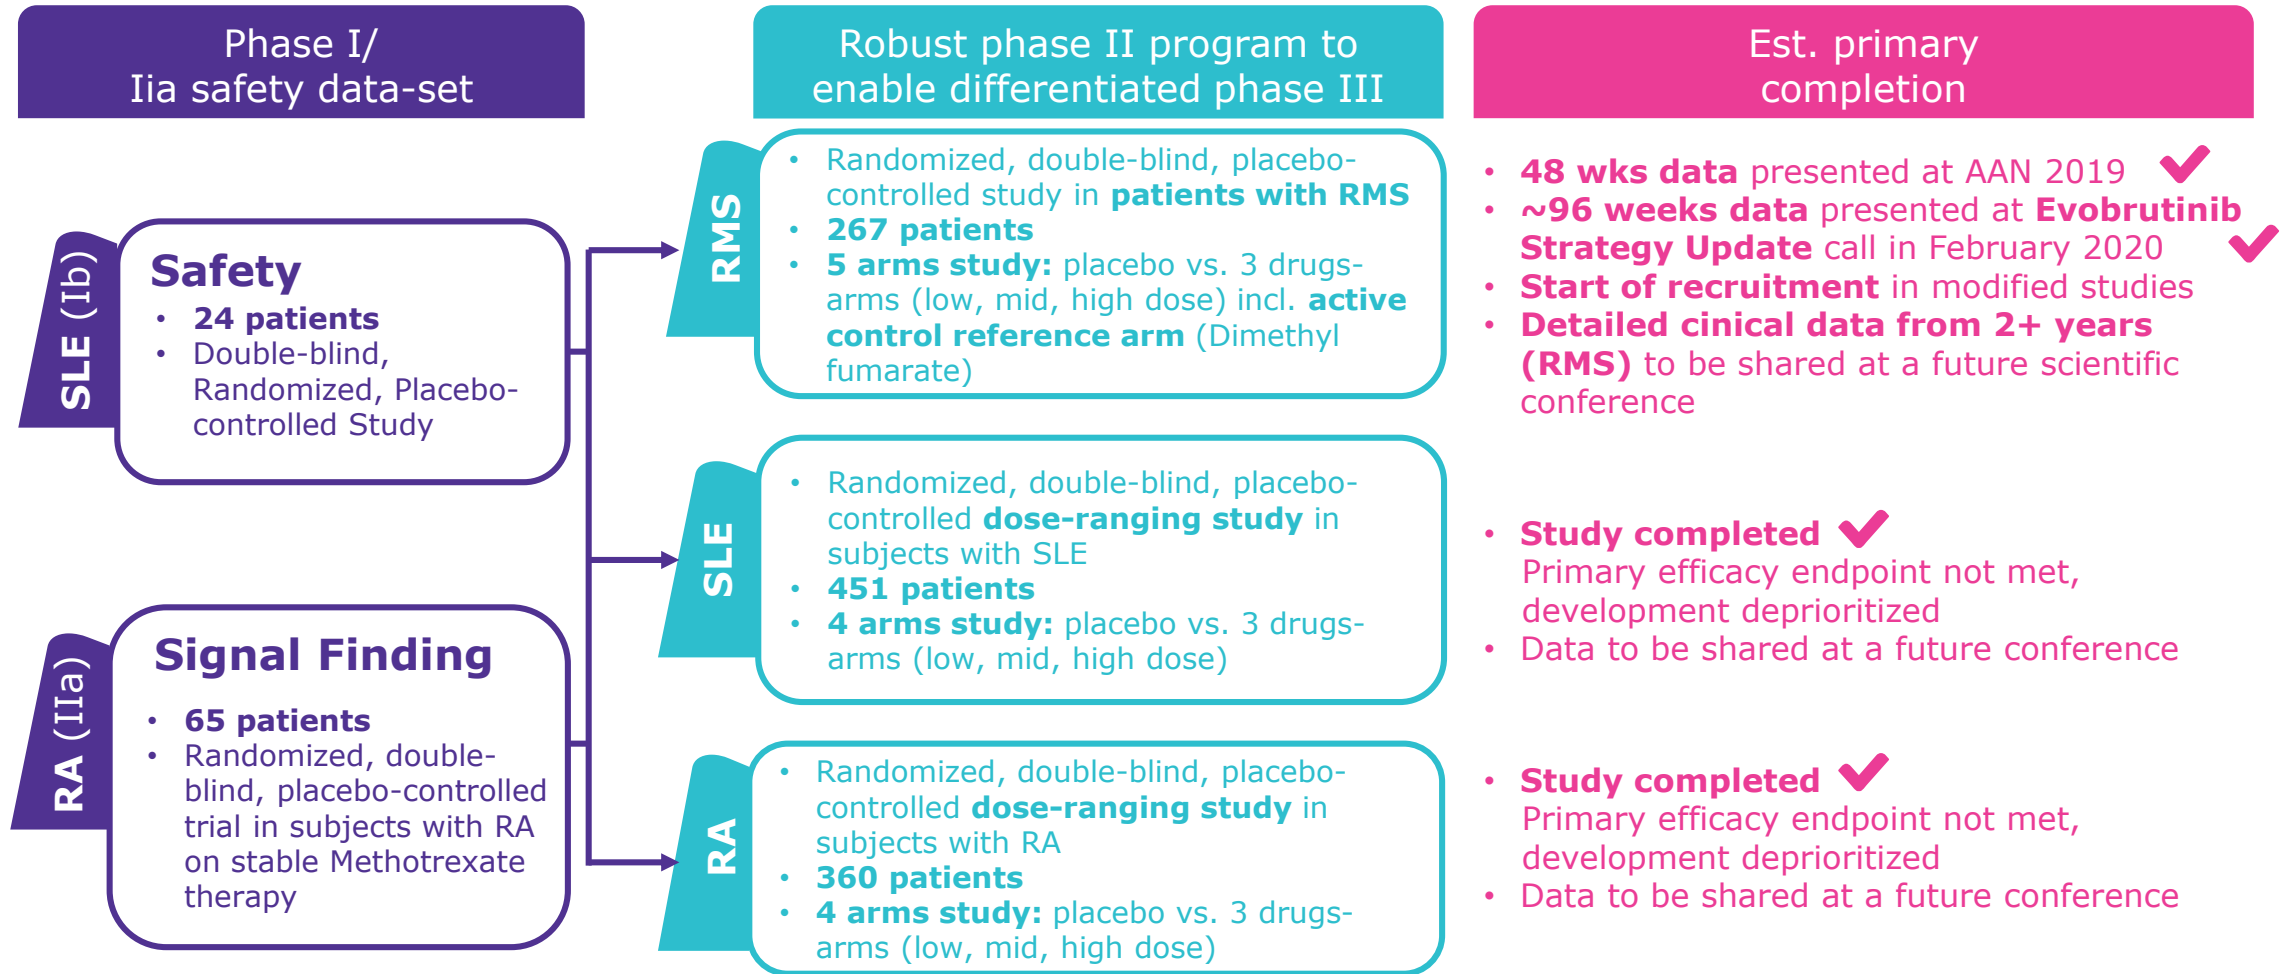 Phase I/
Iia safety data-set
SLE (Ib)
Safety
• 24 patients
• Double-blind,
Randomized, Placebo-
controlled Study
RA (IIa)
Signal Finding
• 65 patients
• Randomized, double-
blind, placebo-controlled
trial in subjects with RA
on stable Methotrexate
therapy
Robust phase II program to
enable differentiated phase III
RMS
• Randomized, double-blind, placebo-
controlled study in patients with RMS
• 267 patients
• 5 arms study: placebo vs. 3 drugs-
arms (low, mid, high dose) incl. active
control reference arm (Dimethyl
fumarate)
SLE
• Randomized, double-blind, placebo-
controlled dose-ranging study in
subjects with SLE
• 451 patients
• 4 arms study: placebo vs. 3 drugs-
arms (low, mid, high dose)
RA
• Randomized, double-blind, placebo-
controlled dose-ranging study in
subjects with RA
• 360 patients
• 4 arms study: placebo vs. 3 drugs-
arms (low, mid, high dose)
Est. primary
completion
• 48 wks data presented at AAN 2019
• ~96 weeks data presented at Evobrutinib
Strategy Update call in February 2020
• Start of recruitment in modified studies
• Detailed cinical data from 2+ years
(RMS) to be shared at a future scientific
conference
• Study completed
Primary efficacy endpoint not met,
development deprioritized
• Data to be shared at a future conference
• Study completed
Primary efficacy endpoint not met,
development deprioritized
• Data to be shared at a future conference